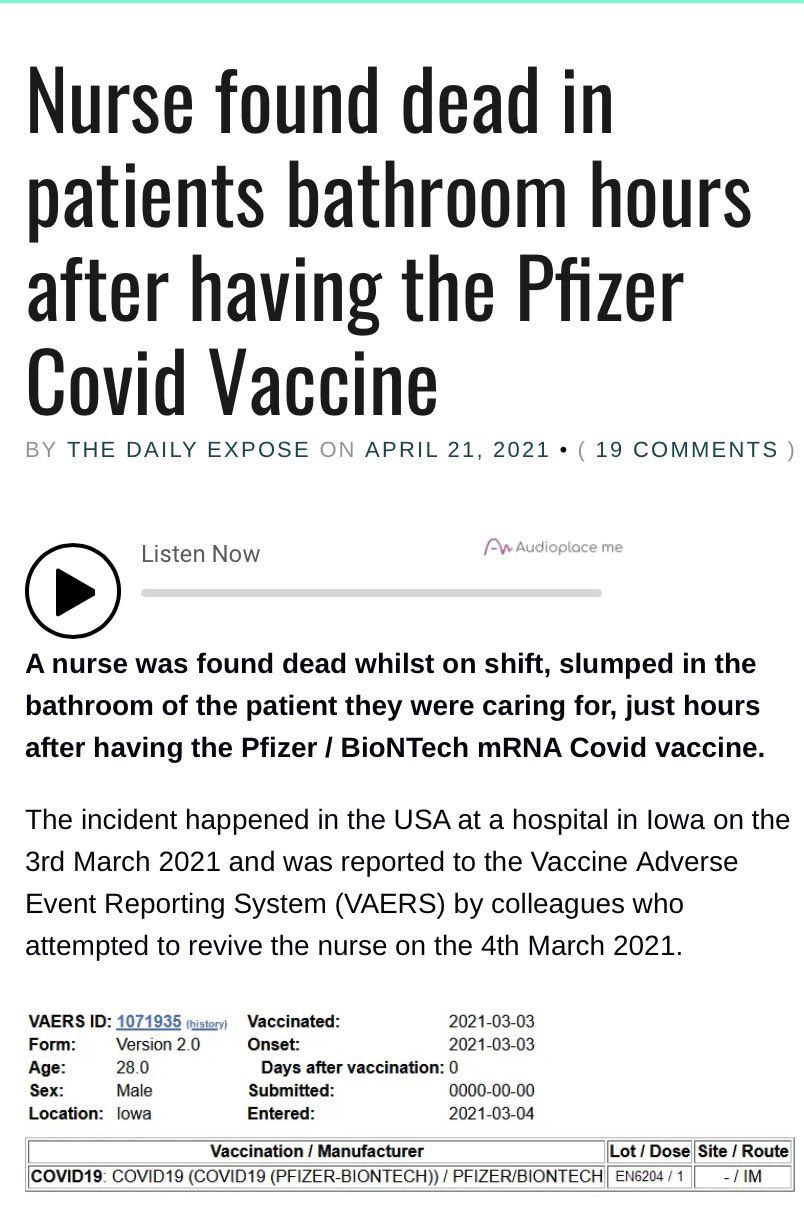 Nurse found dead in
patients bathroom hours
after having the Pfizer
Covid Vaccine
BY THE DAILY EXPOSE ON APRIL 21, 2021 • ( 19 COMMENTS )
Listen Now
Audioplace me
A nurse was found dead whilst on shift, slumped in the
bathroom of the patient they were caring for, just hours
after having the Pfizer / BioNTech mRNA Covid vaccine.
The incident happened in the USA at a hospital in Iowa on the
3rd March 2021 and was reported to the Vaccine Adverse
Event Reporting System (VAERS) by colleagues who
attempted to revive the nurse on the 4th March 2021.
VAERS ID: 1071935 (history) Vaccinated: 2021-03-03
Form: Version 2.0 Onset: 2021-03-03
Age: 28.0 Days after vaccination: 0
Sex: Male Submitted: 0000-00-00
Location: Iowa Entered: 2021-03-04
Vaccination / Manufacturer Lot / Dose Site / Route
COVID19: COVID19 (COVID19 (PFIZER-BIONTECH)) / PFIZER/BIONTECH EN6204 / 1 - / IM